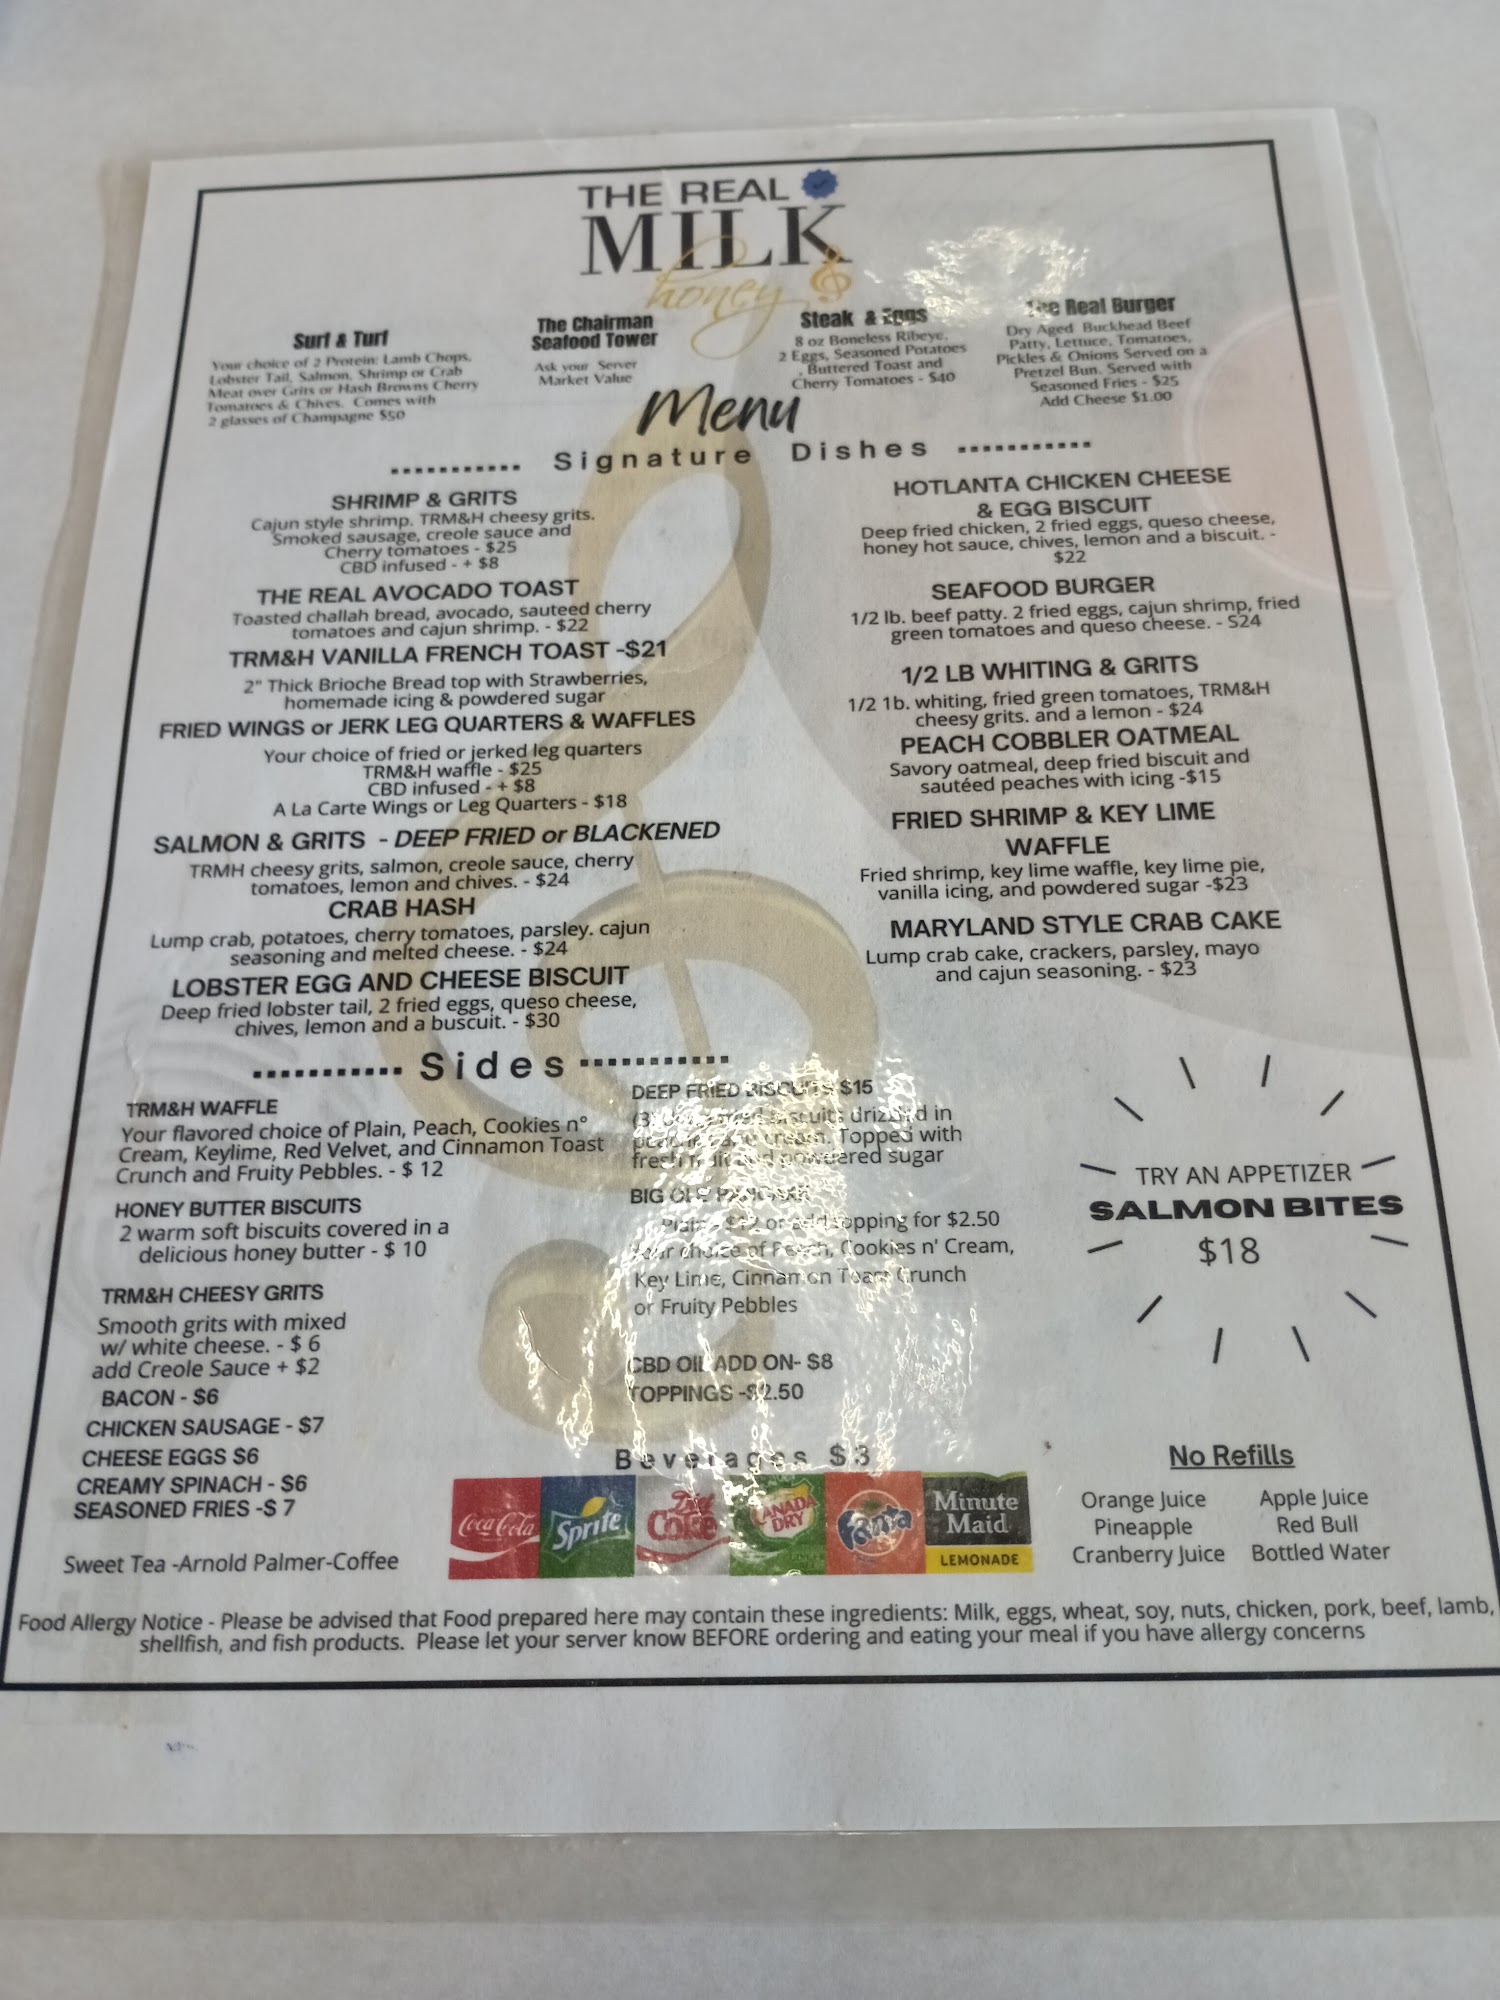 THE REAL
MILK
honey &
Surf & Turf
Your choice of 2 Protein: Lamb Chops,
Lobster Tail, Salmon, Shrimp or Crab
Meat over Grits or Hash Browns Cherry
Tomatoes & Chives. Comes with
2 glasses of Champagne $50
The Chairman
Seafood Tower
Ask your Server
Market Value
Steak & Eggs
8 oz Boneless Ribeye,
2 Eggs, Seasoned Potatoes
, Buttered Toast and
Cherry Tomatoes - $40
The Real Burger
Dry Aged Buckhead Beef
Patty, Lettuce, Tomatoes,
Pickles & Onions Served on a
Pretzel Bun. Served with
Seasoned Fries - $25
Add Cheese $1.00
Menu
Signature Dishes
SHRIMP & GRITS
Cajun style shrimp. TRM&H cheesy grits.
Smoked sausage, creole sauce and
Cherry tomatoes - $25
CBD infused - + $8
THE REAL AVOCADO TOAST
Toasted challah bread, avocado, sauteed cherry
tomatoes and cajun shrimp. - $22
TRM&H VANILLA FRENCH TOAST -$21
2" Thick Brioche Bread top with Strawberries,
homemade icing & powdered sugar
FRIED WINGS or JERK LEG QUARTERS & WAFFLES
Your choice of fried or jerked leg quarters
TRM&H waffle - $25
CBD infused - + $8
A La Carte Wings or Leg Quarters - $18
SALMON & GRITS - DEEP FRIED or BLACKENED
TRMH cheesy grits, salmon, creole sauce, cherry
tomatoes, lemon and chives. - $24
CRAB HASH
Lump crab, potatoes, cherry tomatoes, parsley. cajun
seasoning and melted cheese. - $24
LOBSTER EGG AND CHEESE BISCUIT
Deep fried lobster tail, 2 fried eggs, queso cheese,
chives, lemon and a buscuit. - $30
HOTLANTA CHICKEN CHEESE
& EGG BISCUIT
Deep fried chicken, 2 fried eggs, queso cheese,
honey hot sauce, chives, lemon and a biscuit. -
$22
SEAFOOD BURGER
1/2 lb. beef patty. 2 fried eggs, cajun shrimp, fried
green tomatoes and queso cheese. - S24
1/2 LB WHITING & GRITS
1/2 1b. whiting, fried green tomatoes, TRM&H
cheesy grits. and a lemon - $24
PEACH COBBLER OATMEAL
Savory oatmeal, deep fried biscuit and
sautéed peaches with icing -$15
FRIED SHRIMP & KEY LIME
WAFFLE
Fried shrimp, key lime waffle, key lime pie,
vanilla icing, and powdered sugar -$23
MARYLAND STYLE CRAB CAKE
Lump crab cake, crackers, parsley, mayo
and cajun seasoning. - $23
Sides
TRM&H WAFFLE
Your flavored choice of Plain, Peach, Cookies n°
Cream, Keylime, Red Velvet, and Cinnamon Toast
Crunch and Fruity Pebbles. - $ 12
HONEY BUTTER BISCUITS
2 warm soft biscuits covered in a
delicious honey butter - $ 10
TRM&H CHEESY GRITS
Smooth grits with mixed
w/ white cheese. - $ 6
add Creole Sauce + $2
BACON - $6
CHICKEN SAUSAGE - $7
CHEESE EGGS $6
CREAMY SPINACH - $6
SEASONED FRIES -$ 7
Sweet Tea -Arnold Palmer-Coffee
DEEP FRIED BISCUITS $15
biscuits drizzled in
cream. Topped with
fresh fruit and powdered sugar
BIG OLE PANCAKE
Plain - $12 or add topping for $2.50
Your choice of Peach, Cookies n' Cream,
Key Lime, Cinnamon Toast Crunch
or Fruity Pebbles
CBD OIL ADD ON- $8
TOPPINGS -$2.50
TRY AN APPETIZER
SALMON BITES
$18
Beverages $3
Coca-Cola
Sprite
Diet
Coke
CANADA
DRY
Fanta
Minute
Maid
LEMONADE
No Refills
Orange Juice
Pineapple
Cranberry Juice
Apple Juice
Red Bull
Bottled Water
Food Allergy Notice - Please be advised that Food prepared here may contain these ingredients: Milk, eggs, wheat, soy, nuts, chicken, pork, beef, lamb,
shellfish, and fish products. Please let your server know BEFORE ordering and eating your meal if you have allergy concerns